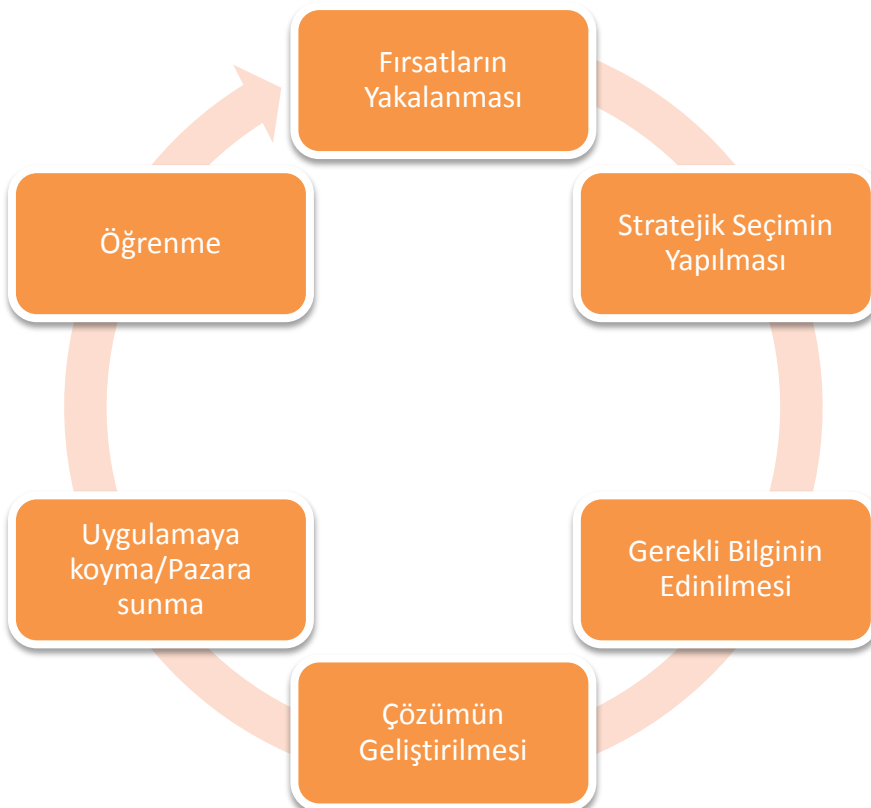 Fırsatların
Yakalanması
Stratejik Seçimin
Yapılması
Gerekli Bilginin
Edinilmesi
Çözümün
Geliştirilmesi
Uygulamaya
koyma/Pazara
sunma
Öğrenme